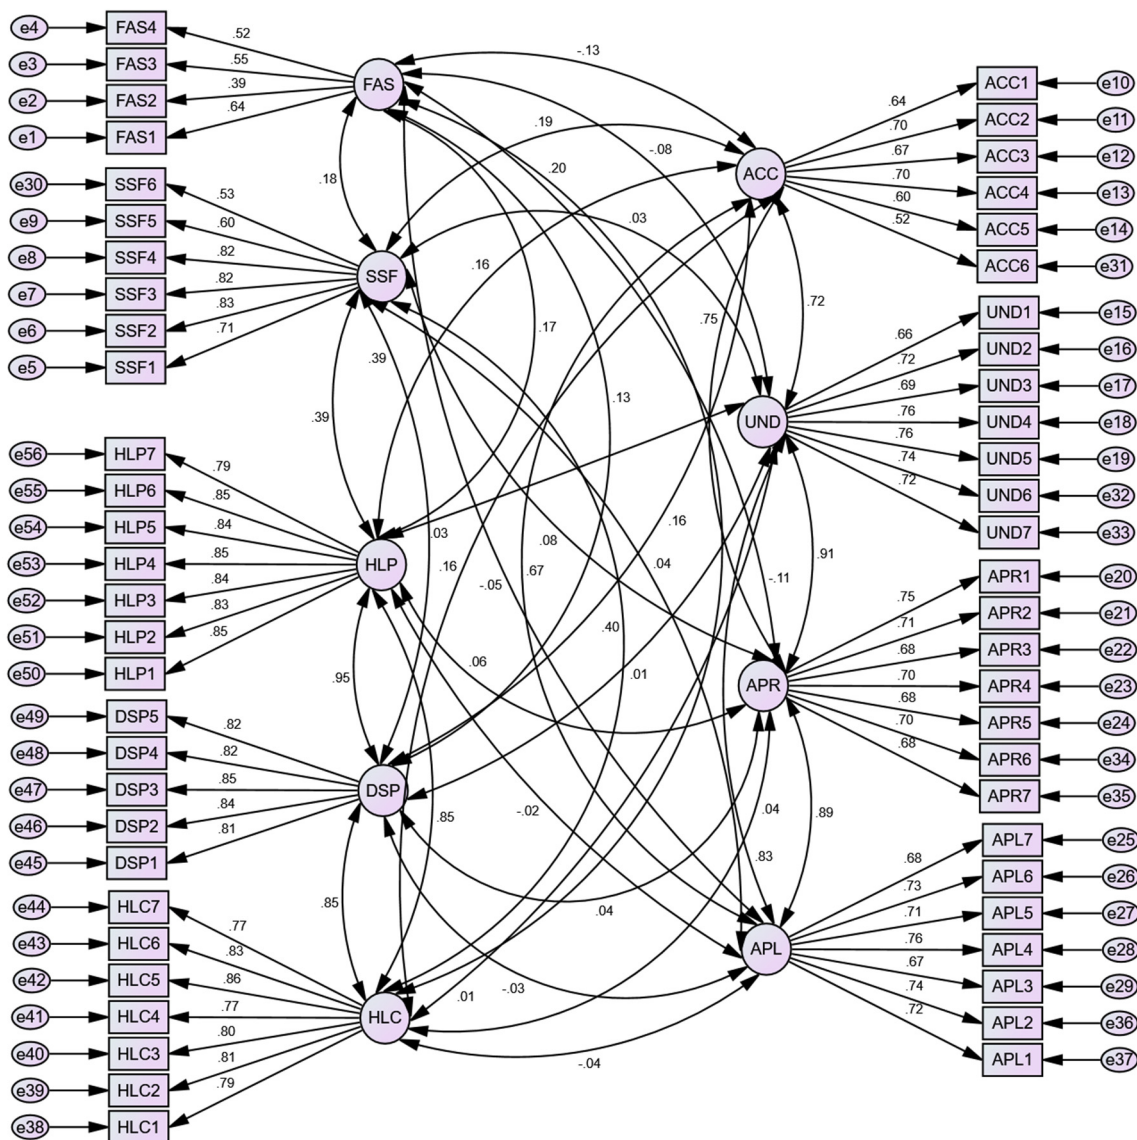 e4 FAS4 .52
e3 FAS3 .55
e2 FAS2 .39
e1 FAS1 .64
FAS
e30 SSF6 .53
e9 SSF5 .60
e8 SSF4 .82
e7 SSF3 .82
e6 SSF2 .83
e5 SSF1 .71
SSF
e56 HLP7 .79
e55 HLP6 .85
e54 HLP5 .84
e53 HLP4 .85
e52 HLP3 .84
e51 HLP2 .83
e50 HLP1 .85
HLP
e49 DSP5 .82
e48 DSP4 .82
e47 DSP3 .85
e46 DSP2 .84
e45 DSP1 .81
DSP
e44 HLC7 .77
e43 HLC6 .83
e42 HLC5 .86
e41 HLC4 .77
e40 HLC3 .80
e39 HLC2 .81
e38 HLC1 .79
HLC
-.13
.19
.20
-.08
.18
.03
.16
.17
.75
.72
.39
.13
.39
.03
.16
.08
-.05
.67
.16
.04
-.11
.91
.40
.01
.06
.95
-.02
.85
.04
.89
.83
.85
.04
.01
-.03
-.04
ACC
.64 ACC1 e10
.70 ACC2 e11
.67 ACC3 e12
.70 ACC4 e13
.60 ACC5 e14
.52 ACC6 e31
UND
.66 UND1 e15
.72 UND2 e16
.69 UND3 e17
.76 UND4 e18
.76 UND5 e19
.74 UND6 e32
.72 UND7 e33
APR
.75 APR1 e20
.71 APR2 e21
.68 APR3 e22
.70 APR4 e23
.68 APR5 e24
.70 APR6 e34
.68 APR7 e35
APL
.68 APL7 e25
.73 APL6 e26
.71 APL5 e27
.76 APL4 e28
.67 APL3 e29
.74 APL2 e36
.72 APL1 e37